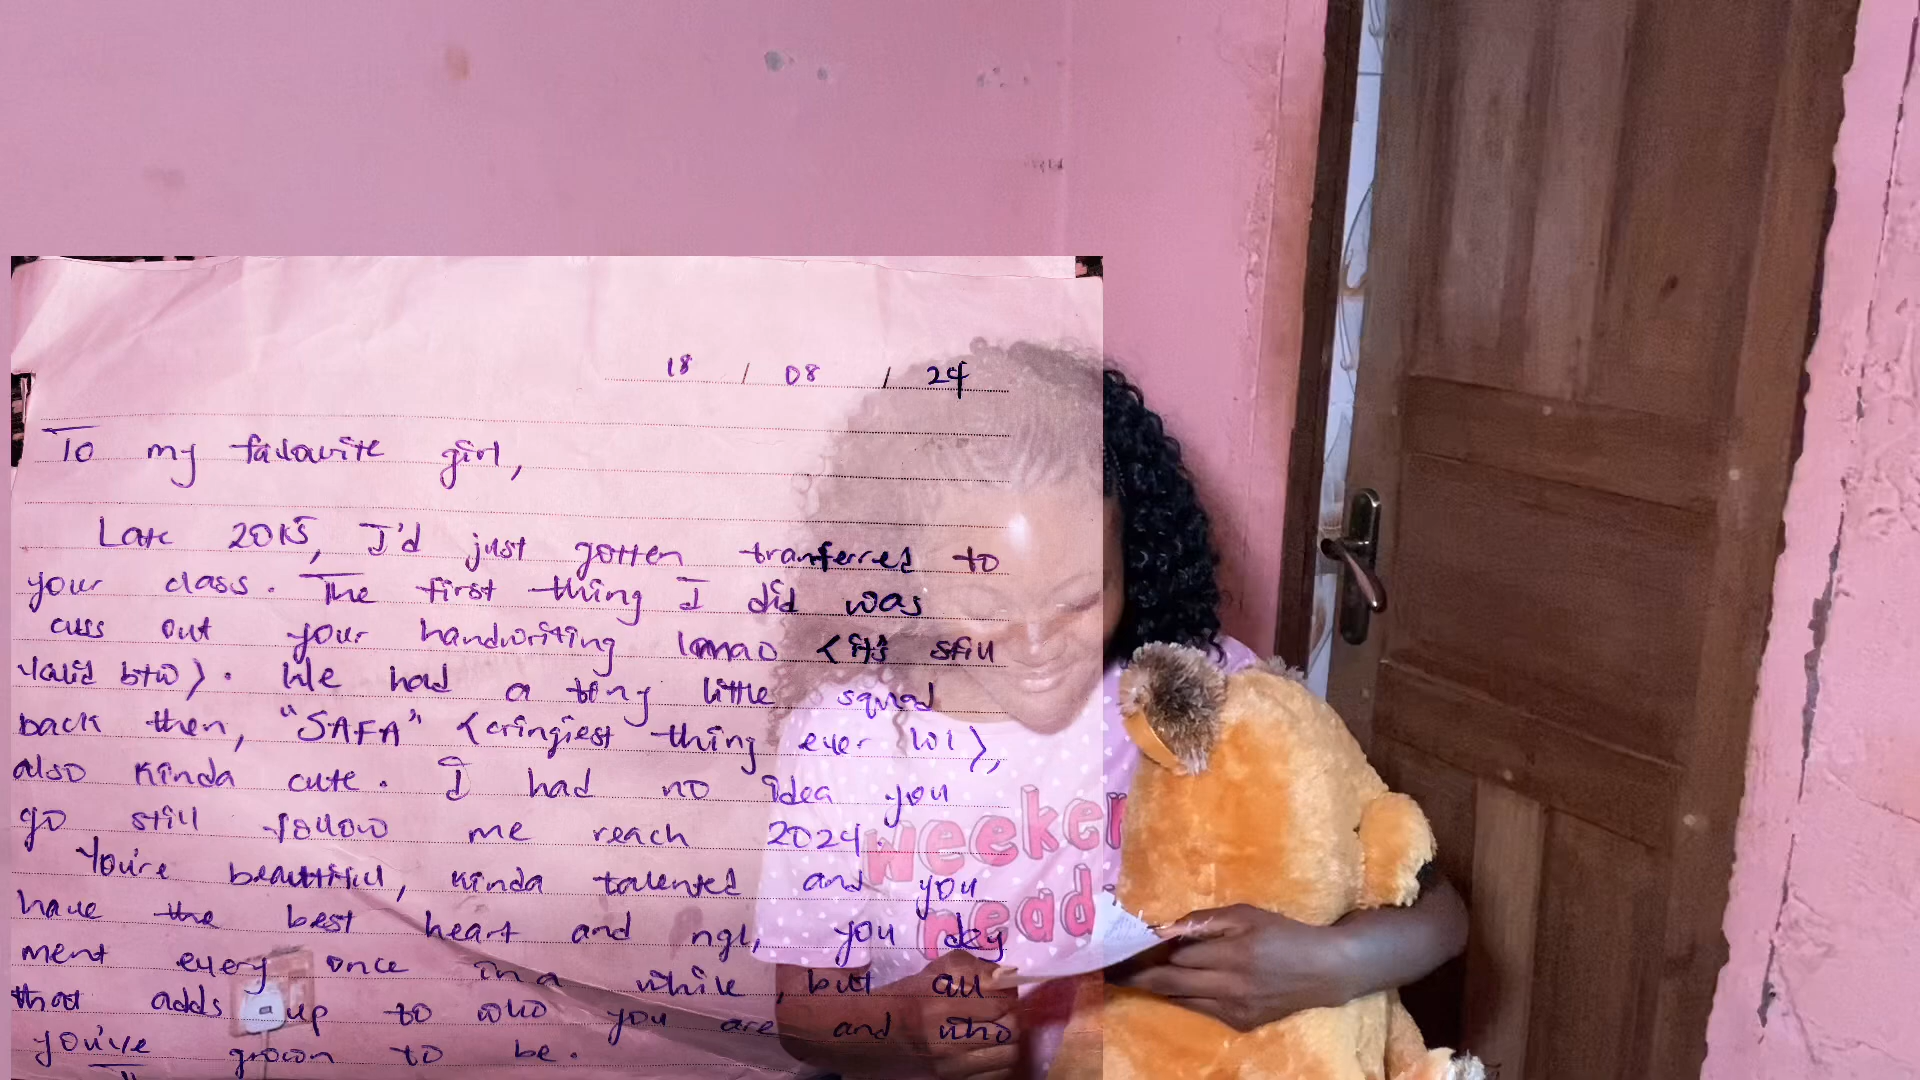 18 / 08 / 24
To my favourite girl,
Late 2015, I'd just gotten tranferred to
your class. The first thing I did was
cuss out your handwriting lmao <it's still
valid btw>. We had a tiny little squad
back then, "SAFA" <cringiest thing ever lol>,
also kinda cute. I had no idea you
go still follow me reach 2024.
You're beautiful, kinda talented and you
have the best heart and ngl, you dey
ment every once in a while, but all
that adds up to who you are and who
you've grown to be.
weeken
read